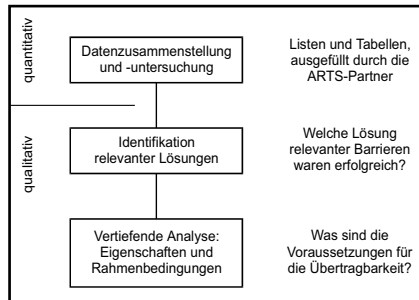 quantitativ
Datenzusammenstellung
und -untersuchung
Listen und Tabellen,
ausgefüllt durch die
ARTS-Partner
qualitativ
Identifikation
relevanter Lösungen
Welche Lösung
relevanter Barrieren
waren erfolgreich?
Vertiefende Analyse:
Eigenschaften und
Rahmenbedingungen
Was sind die
Voraussetzungen für
die Übertragbarkeit?